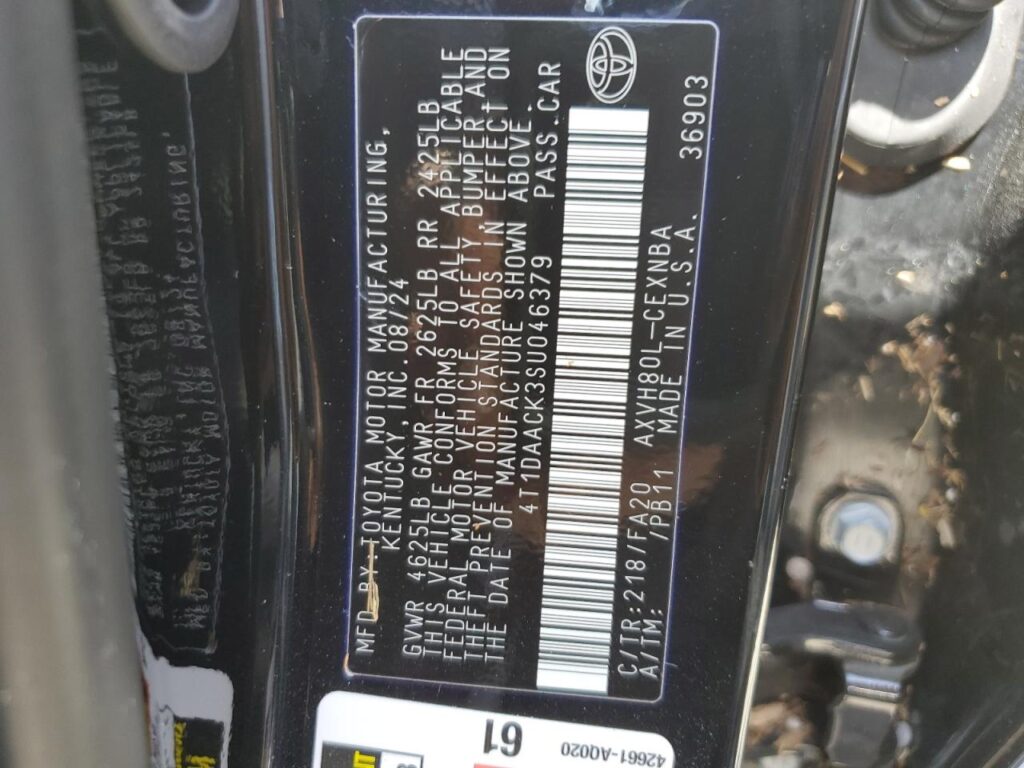 MFD BY TOYOTA MOTOR MANUFACTURING,
KENTUCKY, INC. 08/24
GVWR 4625LB GAWR FR 2625LB RR 2425LB
THIS VEHICLE CONFORMS TO ALL APPLICABLE
FEDERAL MOTOR VEHICLE SAFETY, BUMPER, AND
THEFT PREVENTION STANDARDS IN EFFECT ON
THE DATE OF MANUFACTURE SHOWN ABOVE.
4T1DAACK3SU046379 PASS.CAR
C/TR:218/FA20 AXVH80L-CEXNBA
A/TM: /PB11 MADE IN U.S.A. 36903
61
42661-AQ020